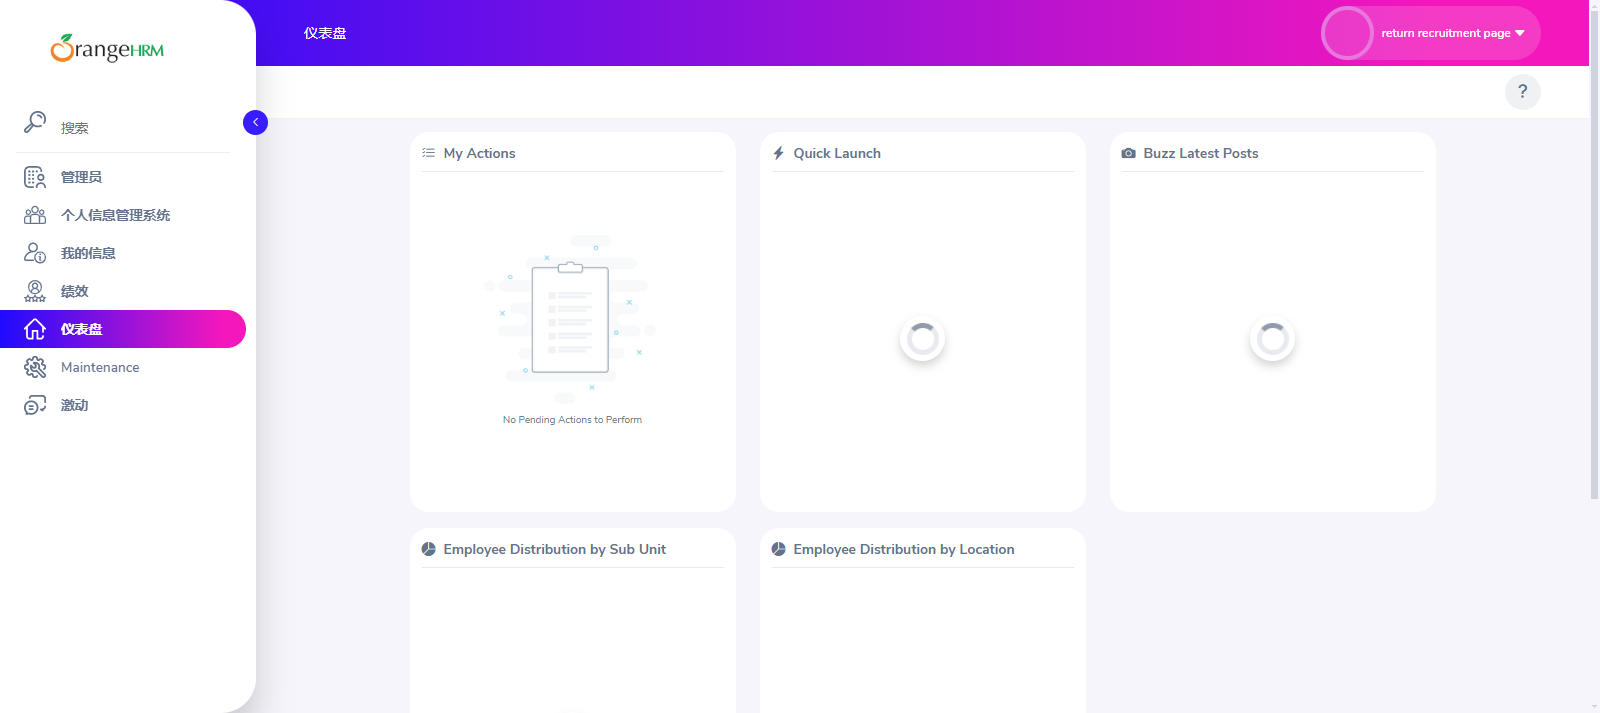 OrangeHRM
搜索
管理员
个人信息管理系统
我的信息
绩效
仪表盘
Maintenance
激动
仪表盘
return recruitment page
?
My Actions
No Pending Actions to Perform
Quick Launch
Buzz Latest Posts
Employee Distribution by Sub Unit
Employee Distribution by Location